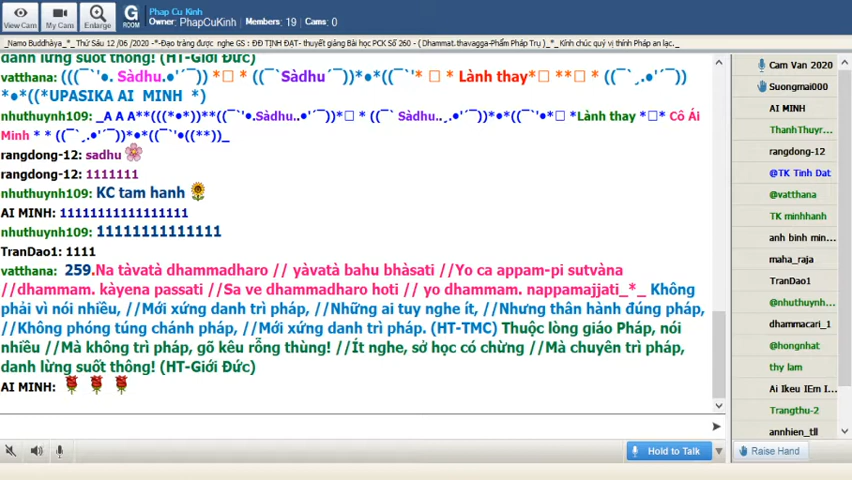 Phap Cu Kinh
Owner: PhapCuKinh Members: 19 Cams: 0
View Cam
My Cam
Enlarge
G ROOM
_Namo Buddhàya_*_ Thứ Sáu 12 /06 /2020 -*-Đạo tràng được nghe GS : ĐĐ TỊNH ĐẠT- thuyết giảng Bài học PCK Số 260 - ( Dhammat.thavagga-Phẩm Pháp Trụ )_*_ Kính chúc quý vị thính Pháp an lạc._
danh lừng suốt thông! (HT-Giới Đức)
vatthana: (((¯`'•. Sàdhu.•'´¯)) *□ * ((¯`Sàdhu´¯))*•*((¯`'* □ * Lành thay*□ **□ * ((¯`¸.•'´¯))
*•*((*UPASIKA AI MINH *)
nhuthuynh109: _A A A**(((*•*))**((¯`'•.Sàdhu..•'´¯))*□ * ((¯` Sàdhu..¸.•'´¯))*•*((¯`'•*□ *Lành thay *□* Cô Ái
Minh * * ((¯`¸.•'´¯))*•*((¯`'•((**))_
rangdong-12: sadhu
rangdong-12: 1111111
nhuthuynh109: KC tam hanh
AI MINH: 11111111111111111
nhuthuynh109: 11111111111111
TranDao1: 1111
vatthana: 259.Na tàvatà dhammadharo // yàvatà bahu bhàsati //Yo ca appam-pi sutvàna
//dhammam. kàyena passati //Sa ve dhammadharo hoti // yo dhammam. nappamajjati_*_ Không
phải vì nói nhiều, //Mới xứng danh trì pháp, //Những ai tuy nghe ít, //Nhưng thân hành đúng pháp,
//Không phóng túng chánh pháp, //Mới xứng danh trì pháp. (HT-TMC) Thuộc lòng giáo Pháp, nói
nhiều //Mà không trì pháp, gõ kêu rỗng thùng! //Ít nghe, sở học có chừng //Mà chuyên trì pháp,
danh lừng suốt thông! (HT-Giới Đức)
AI MINH:
Cam Van 2020
Suongmai000
AI MINH
ThanhThuyr...
rangdong-12
@TK Tinh Dat
@vatthana
TK minhhanh
anh binh min...
maha_raja
TranDao1
@nhuthuynh...
dhammacari_1
@hongnhat
thy lam
Ai Ikeu IEm I...
Trangthu-2
annhien_tll
Hold to Talk
Raise Hand